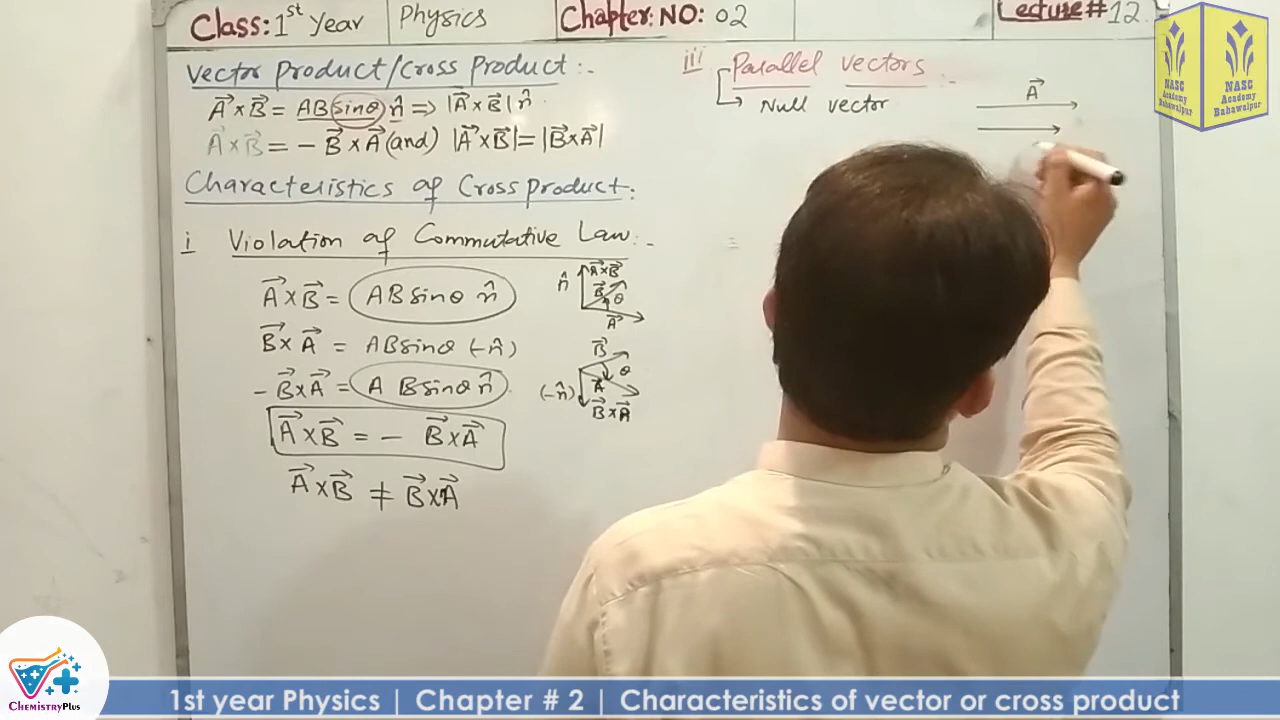 Class: 1st Year Physics Chapter: NO: 02 Lecture # 12
Vector Product/Cross product :-
A⃗ × B⃗ = AB sinθ n̂ => |A⃗ × B⃗| n̂
A⃗ × B⃗ = - B⃗ × A⃗ (and) |A⃗ × B⃗| = |B⃗ × A⃗|
Characteristics of Cross product :-
i Violation of Commutative Law :-
A⃗ × B⃗ = AB sinθ n̂
B⃗ × A⃗ = AB sinθ (-n̂)
- B⃗ × A⃗ = A B sinθ n̂
A⃗ × B⃗ = - B⃗ × A⃗
A⃗ × B⃗ ≠ B⃗ × A⃗
n̂ A⃗ × B⃗
B⃗ θ
A⃗
B⃗
θ
A⃗
(-n̂)
B⃗ × A⃗
iii Parallel vectors :-
Null vector
A⃗
NASC
Academy
Bahawalpur
NASC
Academy
Bahawalpur
CHEMISTRY PLUS
1st year Physics | Chapter # 2 | Characteristics of vector or cross product